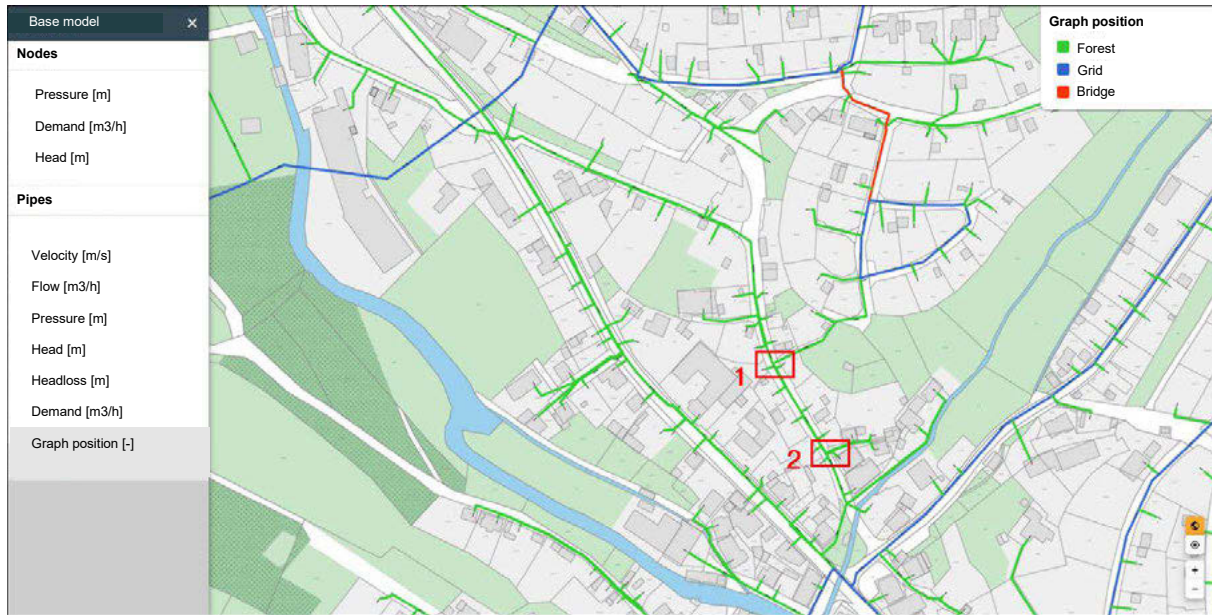 Base model ×
Nodes
Pressure [m]
Demand [m3/h]
Head [m]
Pipes
Velocity [m/s]
Flow [m3/h]
Pressure [m]
Head [m]
Headloss [m]
Demand [m3/h]
Graph position [-]
Graph position
Forest
Grid
Bridge
1
2
+
−